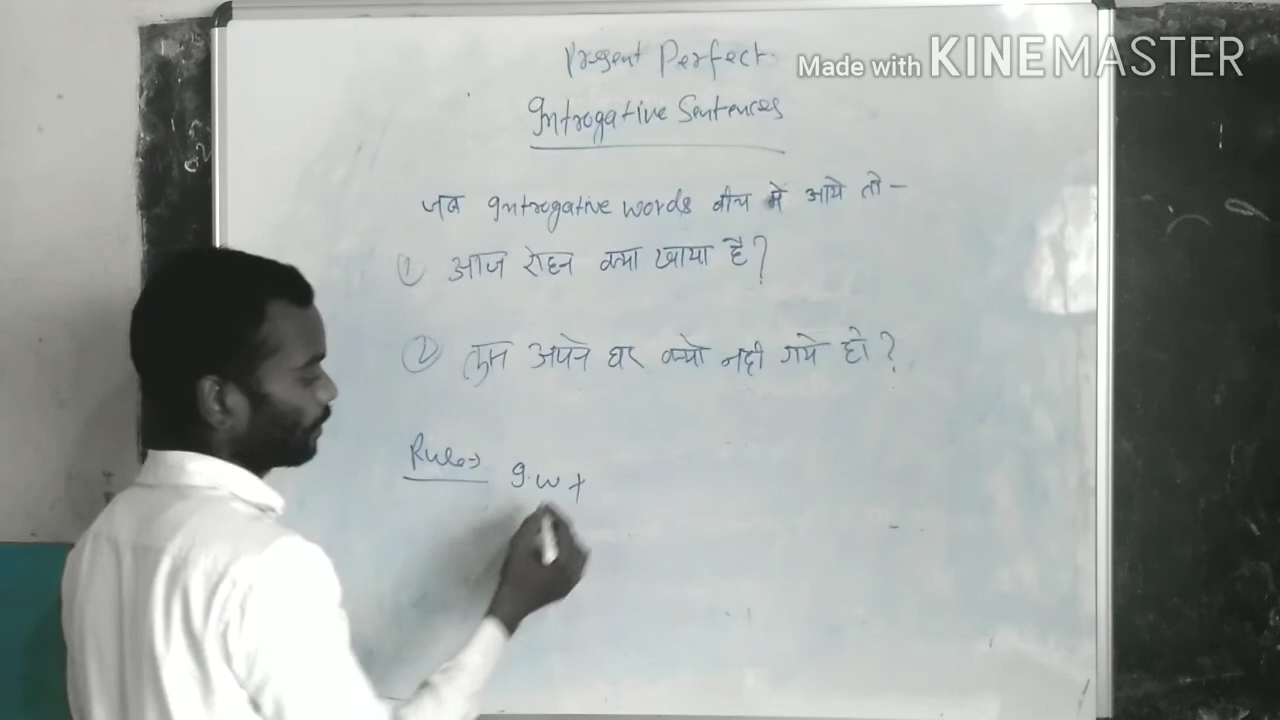 Present Perfect
Made with KINEMASTER
Introgative Sentences
जब Introgative words बीच मे आये तो -
① आज रोहन क्या खाया है?
② तुम अपने घर क्यो नही गये हो?
Rule→ I.W +